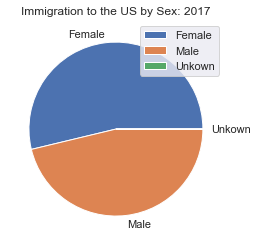 Immigration to the US by Sex: 2017
Female
Female
Male
Unkown
Unkown
Male